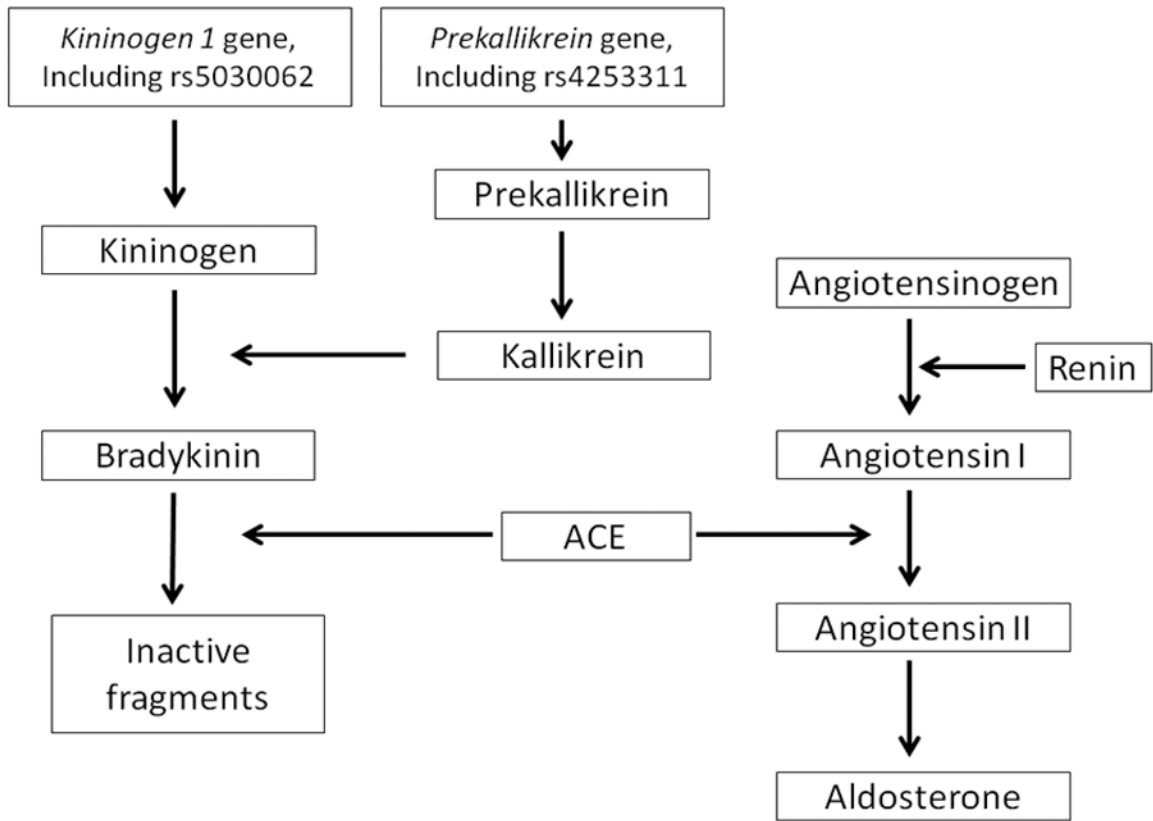 Kininogen 1 gene,
Including rs5030062
Prekallikrein gene,
Including rs4253311
Prekallikrein
Kininogen
Angiotensinogen
Kallikrein
Renin
Bradykinin
Angiotensin I
ACE
Inactive
fragments
Angiotensin II
Aldosterone